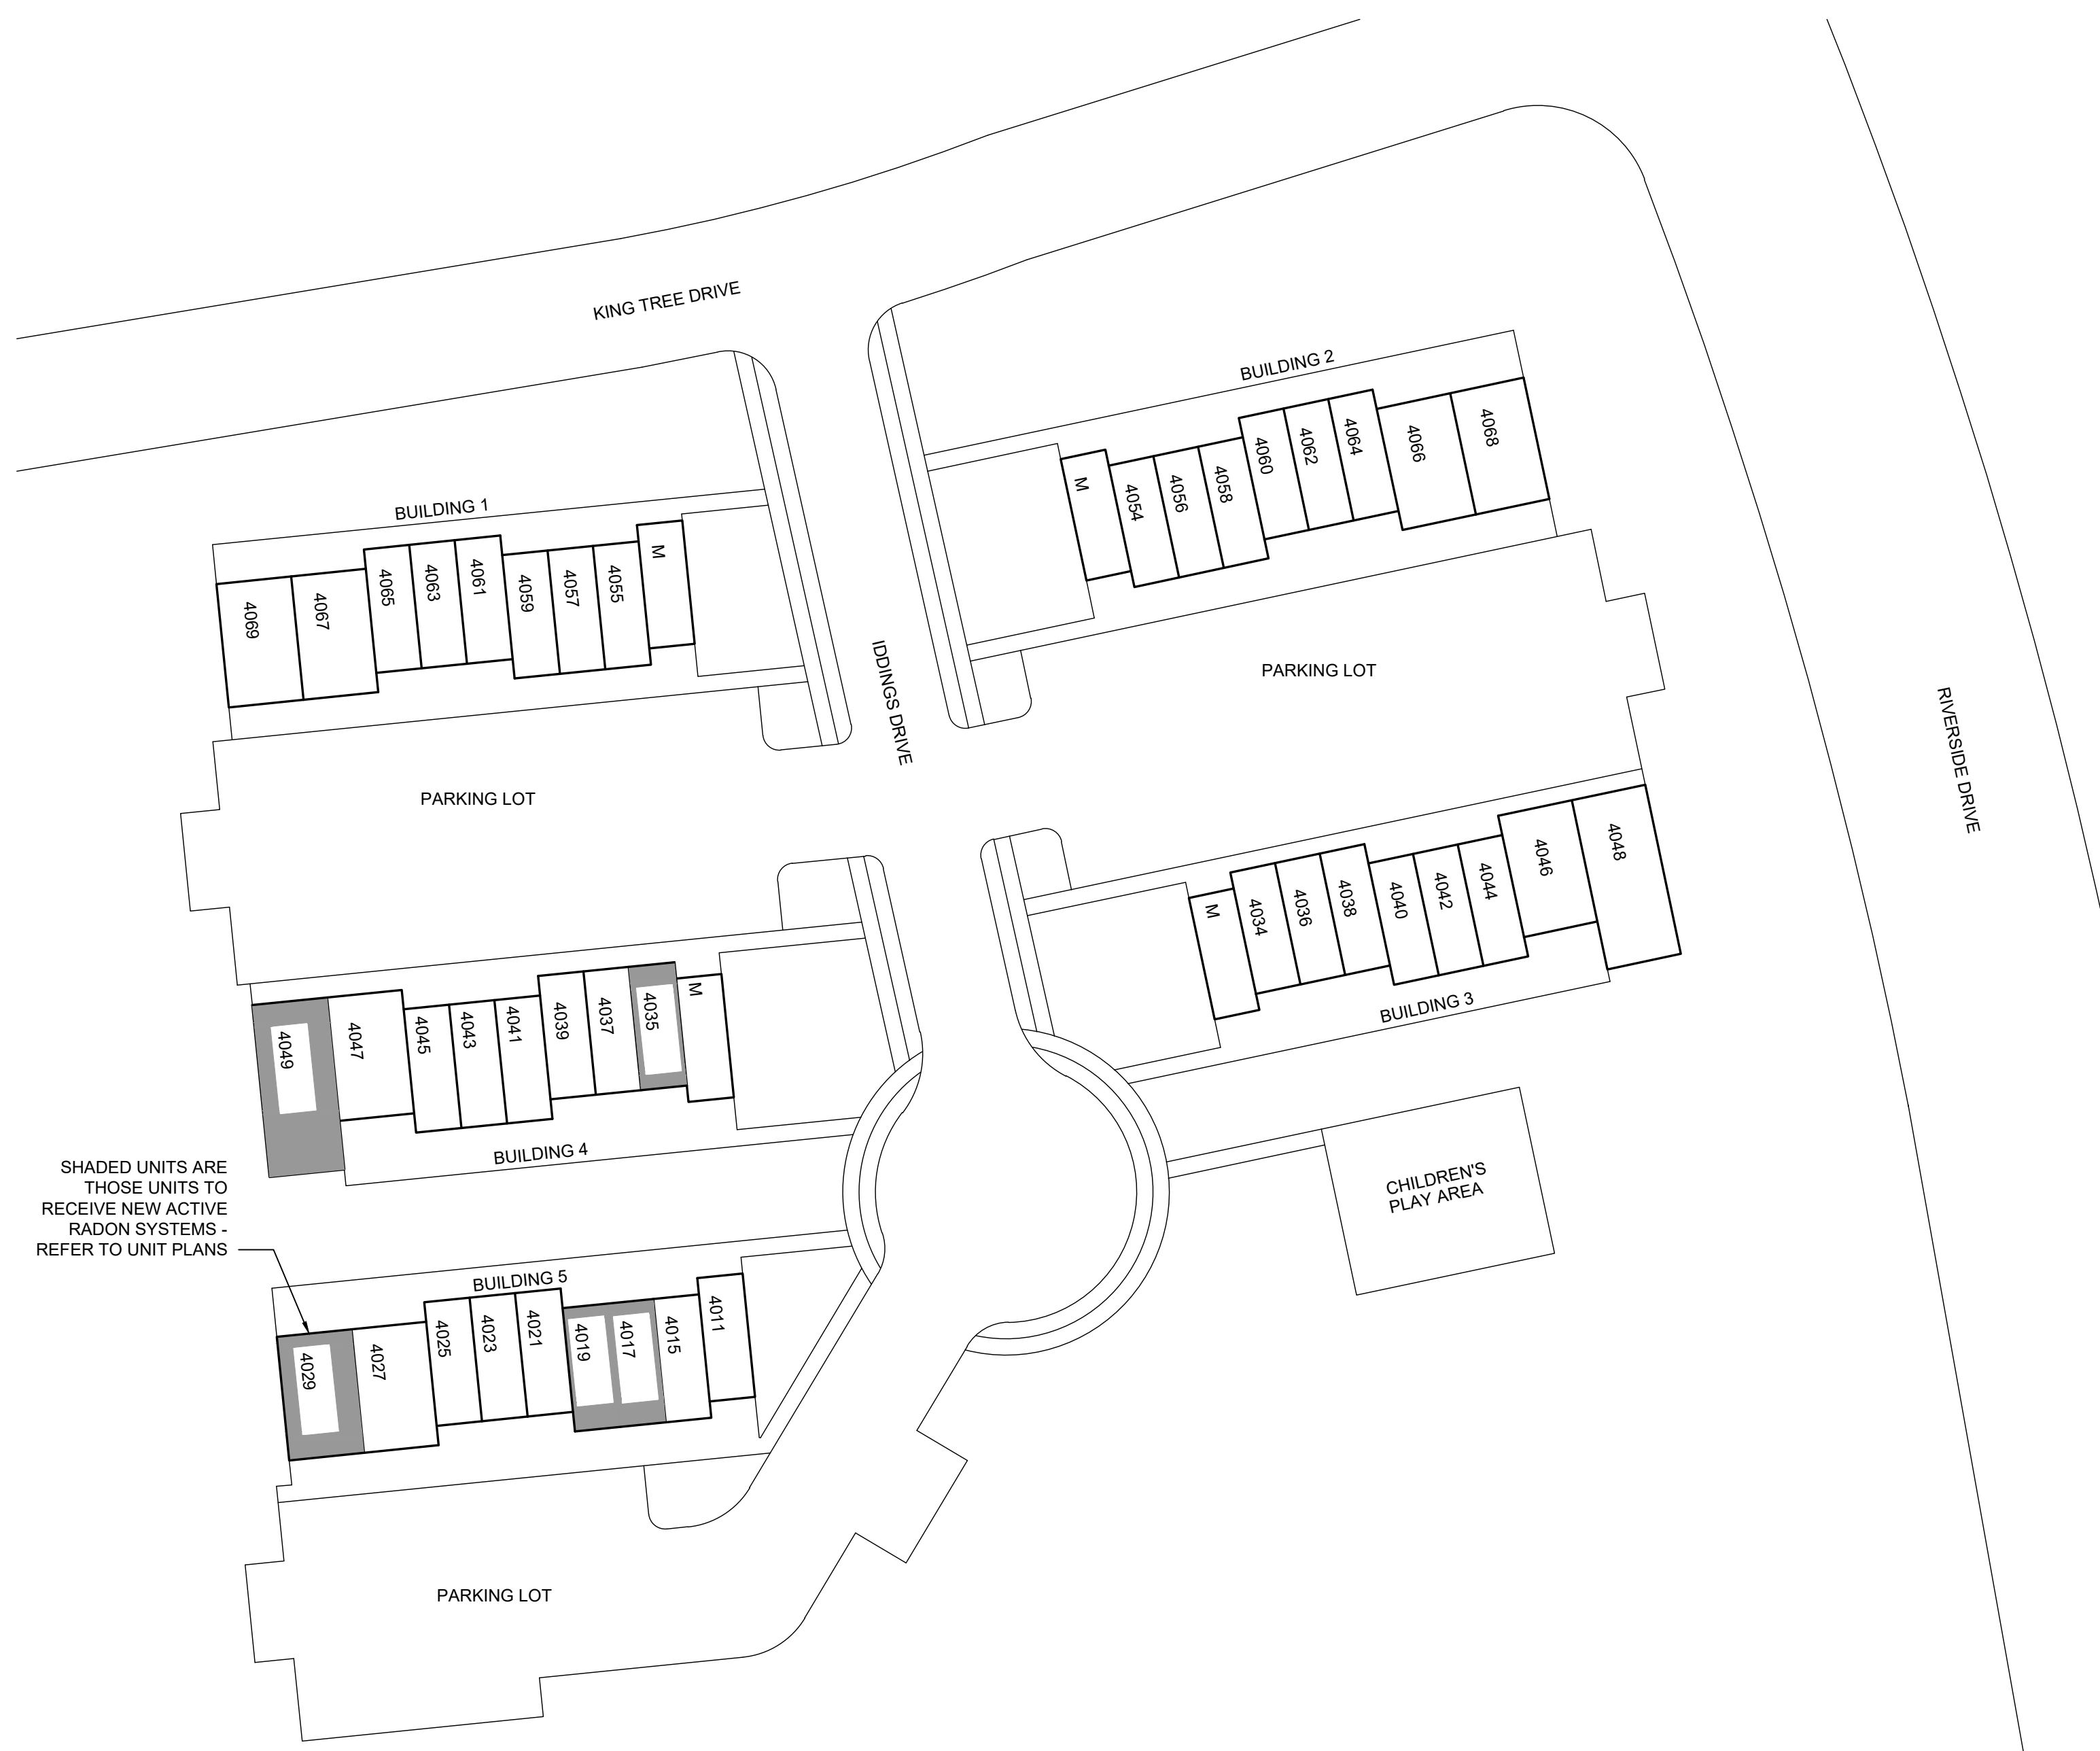 KING TREE DRIVE
BUILDING 2
4068
4066
4064
4062
4060
4058
4056
4054
M
BUILDING 1
4069
4067
4065
4063
4061
4059
4057
4055
M
IDDINGS DRIVE
PARKING LOT
RIVERSIDE DRIVE
PARKING LOT
M
4034
4036
4038
4040
4042
4044
4046
4048
BUILDING 3
4049
4047
4045
4043
4041
4039
4037
4035
M
BUILDING 4
SHADED UNITS ARE
THOSE UNITS TO
RECEIVE NEW ACTIVE
RADON SYSTEMS -
REFER TO UNIT PLANS
CHILDREN'S
PLAY AREA
BUILDING 5
4029
4027
4025
4023
4021
4019
4017
4015
4011
PARKING LOT